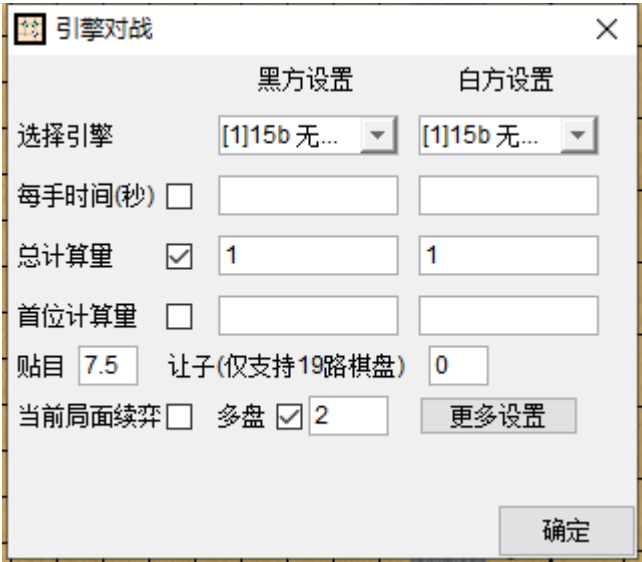 引擎对战
黑方设置 白方设置
选择引擎 [1]15b 无... [1]15b 无...
每手时间(秒)
总计算量 1 1
首位计算量
贴目 7.5 让子(仅支持19路棋盘) 0
当前局面续弈 多盘 2 更多设置
确定